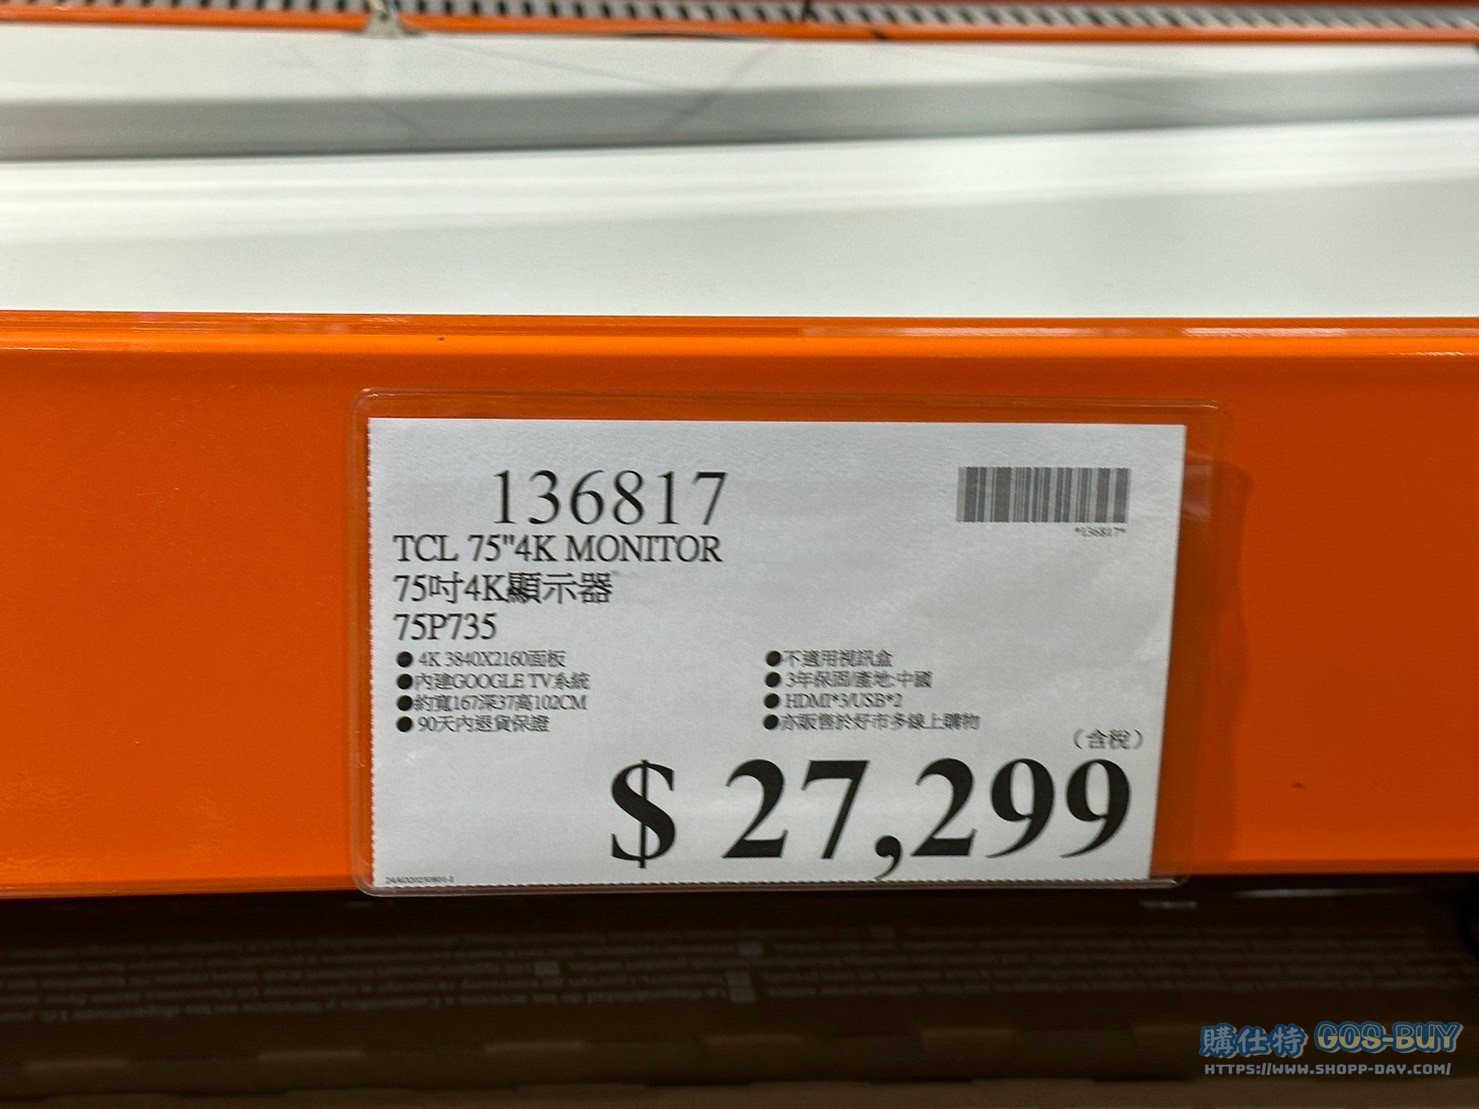 136817
*136817*
TCL 75"4K MONITOR
75吋4K顯示器
75P735
●4K 3840X2160面板
●內建GOOGLE TV系統
●約寬167深37高102CM
●90天內退貨保證
●不適用視訊盒
●3年保固/產地:中國
●HDMI*3/USB*2
●亦販售於好市多線上購物
(含稅)
$ 27,299
購仕特 GOS-BUY
HTTPS://WWW.SHOPP-DAY.COM/